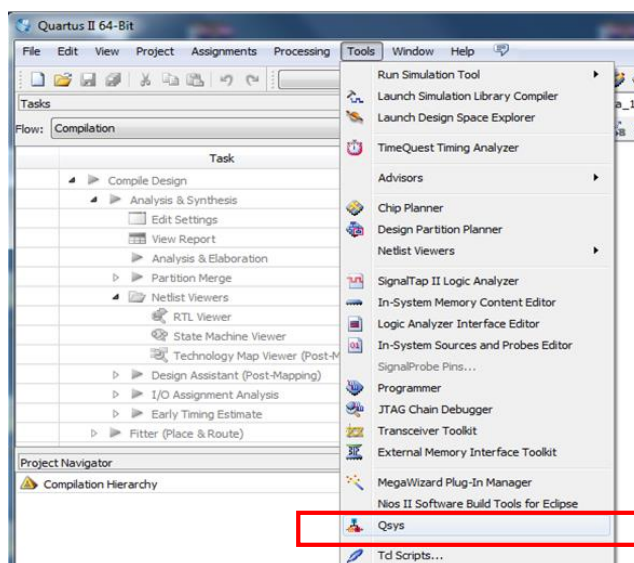 Quartus II 64-Bit
File Edit View Project Assignments Processing Tools Window Help
Tasks
Flow: Compilation
Task
Compile Design
Analysis & Synthesis
Edit Settings
View Report
Analysis & Elaboration
Partition Merge
Netlist Viewers
RTL Viewer
State Machine Viewer
Technology Map Viewer (Post-M
Design Assistant (Post-Mapping)
I/O Assignment Analysis
Early Timing Estimate
Fitter (Place & Route)
Project Navigator
Compilation Hierarchy
Run Simulation Tool
Launch Simulation Library Compiler
Launch Design Space Explorer
TimeQuest Timing Analyzer
Advisors
Chip Planner
Design Partition Planner
Netlist Viewers
SignalTap II Logic Analyzer
In-System Memory Content Editor
Logic Analyzer Interface Editor
In-System Sources and Probes Editor
SignalProbe Pins...
Programmer
JTAG Chain Debugger
Transceiver Toolkit
External Memory Interface Toolkit
MegaWizard Plug-In Manager
Nios II Software Build Tools for Eclipse
Qsys
Tcl Scripts...
a_1